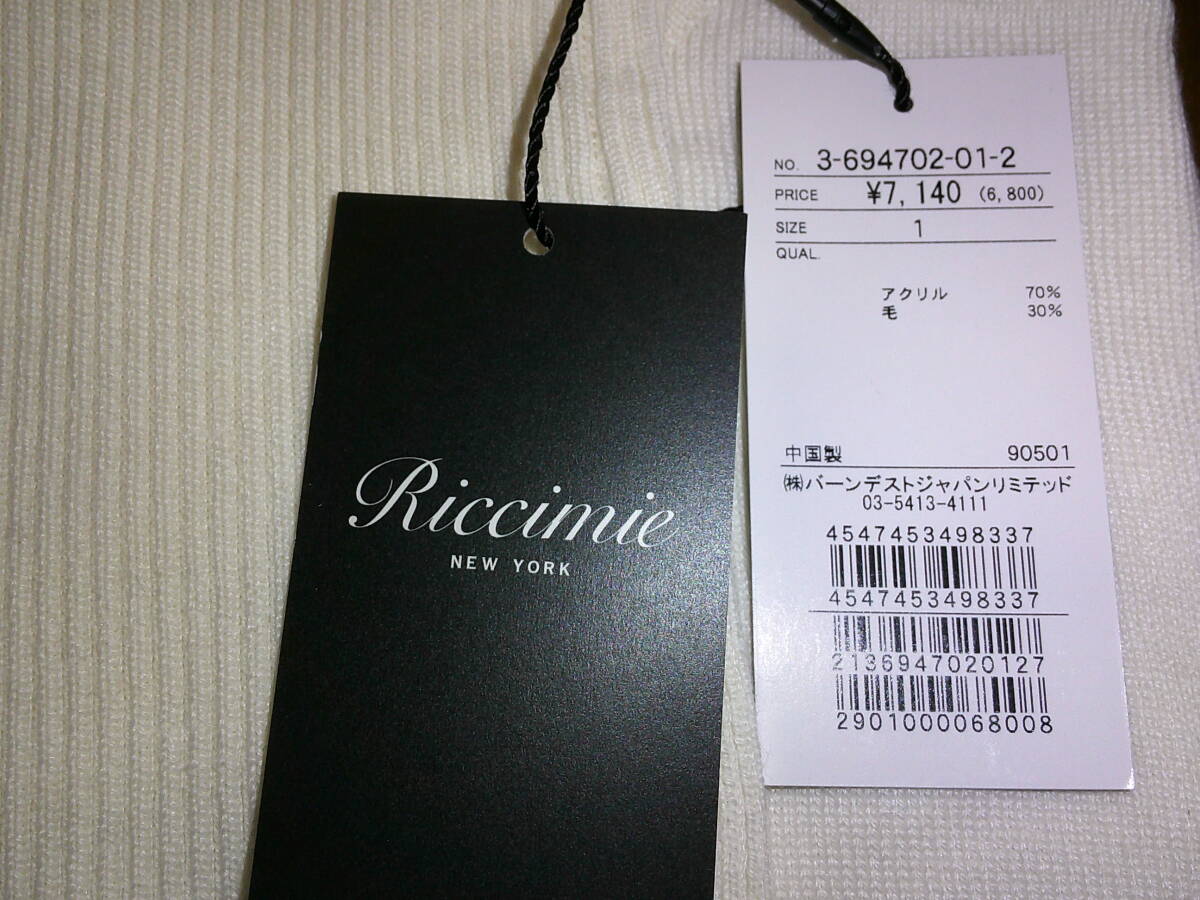 Riccimie
NEW YORK
NO. 3-694702-01-2
PRICE ¥7,140 (6,800)
SIZE 1
QUAL.
アクリル 70%
毛 30%
中国製 90501
㈱バーンデストジャパンリミテッド
03-5413-4111
4547453498337
4547453498337
2136947020127
2901000068008